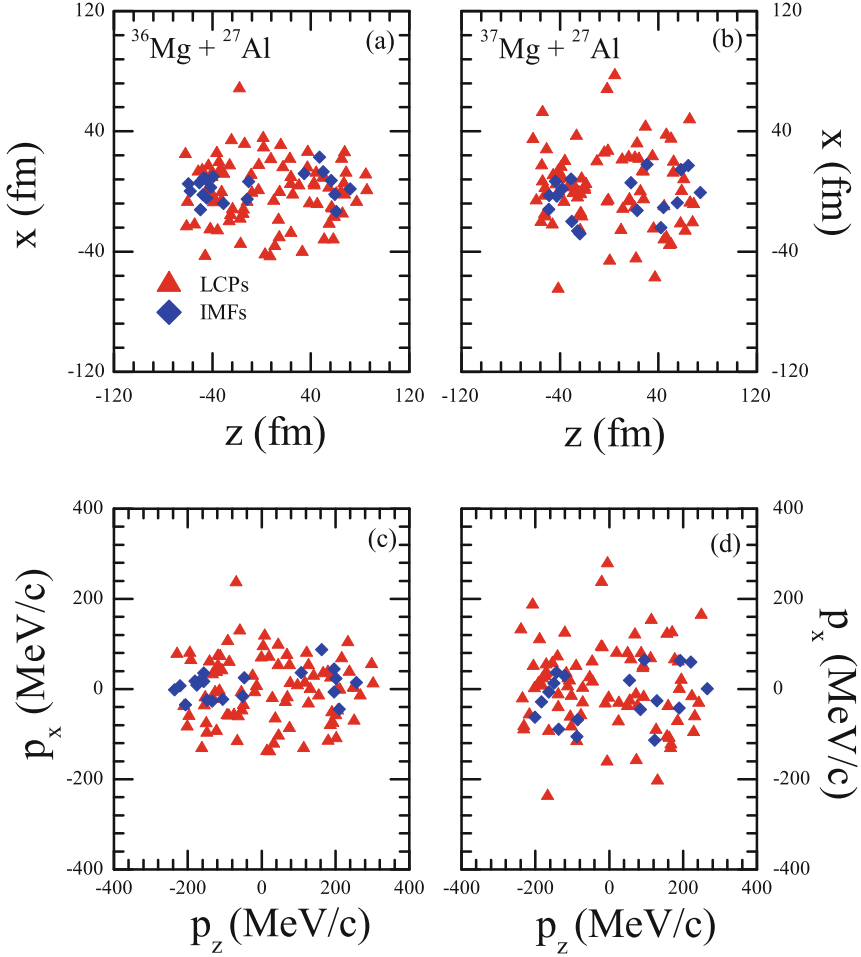 120
40
-40
-120
x (fm)
³⁶Mg + ²⁷Al
(a)
LCPs
IMFs
-120 -40 40 120
z (fm)
³⁷Mg + ²⁷Al
(b)
120
40
-40
-120
x (fm)
-120 -40 40 120
z (fm)
400
200
0
-200
-400
pₓ (MeV/c)
(c)
-400 -200 0 200 400
p_z (MeV/c)
(d)
400
200
0
-200
-400
pₓ (MeV/c)
-400 -200 0 200 400
p_z (MeV/c)